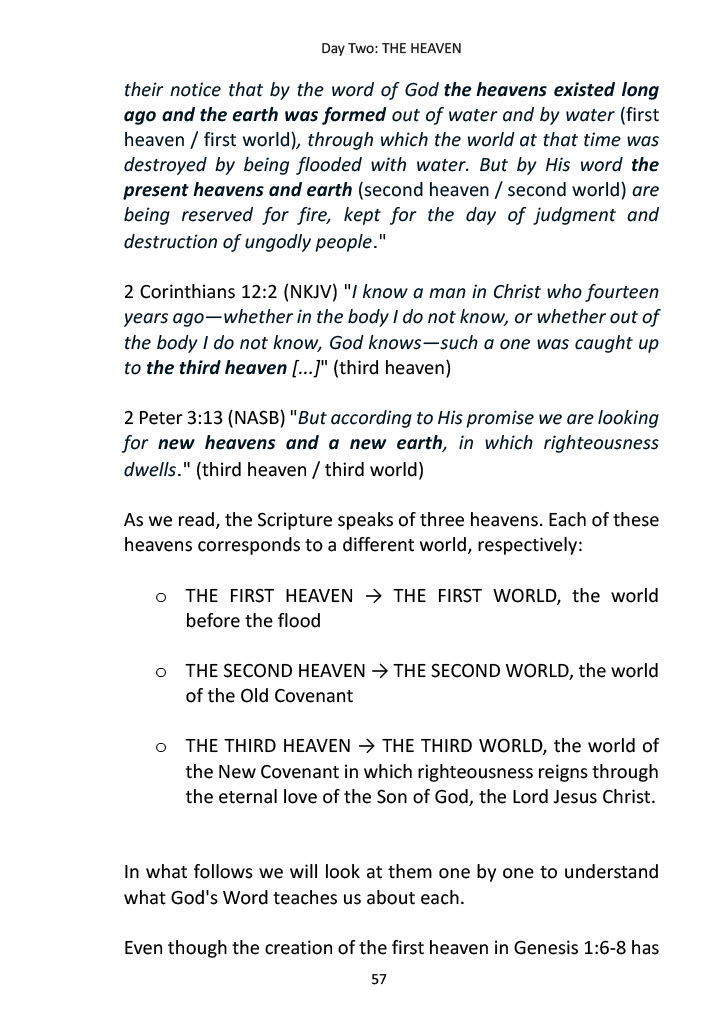 Day Two: THE HEAVEN
their notice that by the word of God the heavens existed long
ago and the earth was formed out of water and by water (first
heaven / first world), through which the world at that time was
destroyed by being flooded with water. But by His word the
present heavens and earth (second heaven / second world) are
being reserved for fire, kept for the day of judgment and
destruction of ungodly people."
2 Corinthians 12:2 (NKJV) "I know a man in Christ who fourteen
years ago—whether in the body I do not know, or whether out of
the body I do not know, God knows—such a one was caught up
to the third heaven [...]" (third heaven)
2 Peter 3:13 (NASB) "But according to His promise we are looking
for new heavens and a new earth, in which righteousness
dwells." (third heaven / third world)
As we read, the Scripture speaks of three heavens. Each of these
heavens corresponds to a different world, respectively:
o THE FIRST HEAVEN → THE FIRST WORLD, the world
before the flood
o THE SECOND HEAVEN → THE SECOND WORLD, the world
of the Old Covenant
o THE THIRD HEAVEN → THE THIRD WORLD, the world of
the New Covenant in which righteousness reigns through
the eternal love of the Son of God, the Lord Jesus Christ.
In what follows we will look at them one by one to understand
what God's Word teaches us about each.
Even though the creation of the first heaven in Genesis 1:6-8 has
57